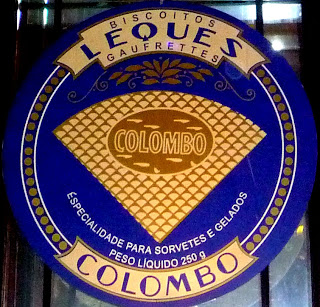 BISCOITOS
LEQUES
GAUFRETTES
COLOMBO
ESPECIALIDADE PARA SORVETES E GELADOS
PESO LÍQUIDO 250 g
COLOMBO